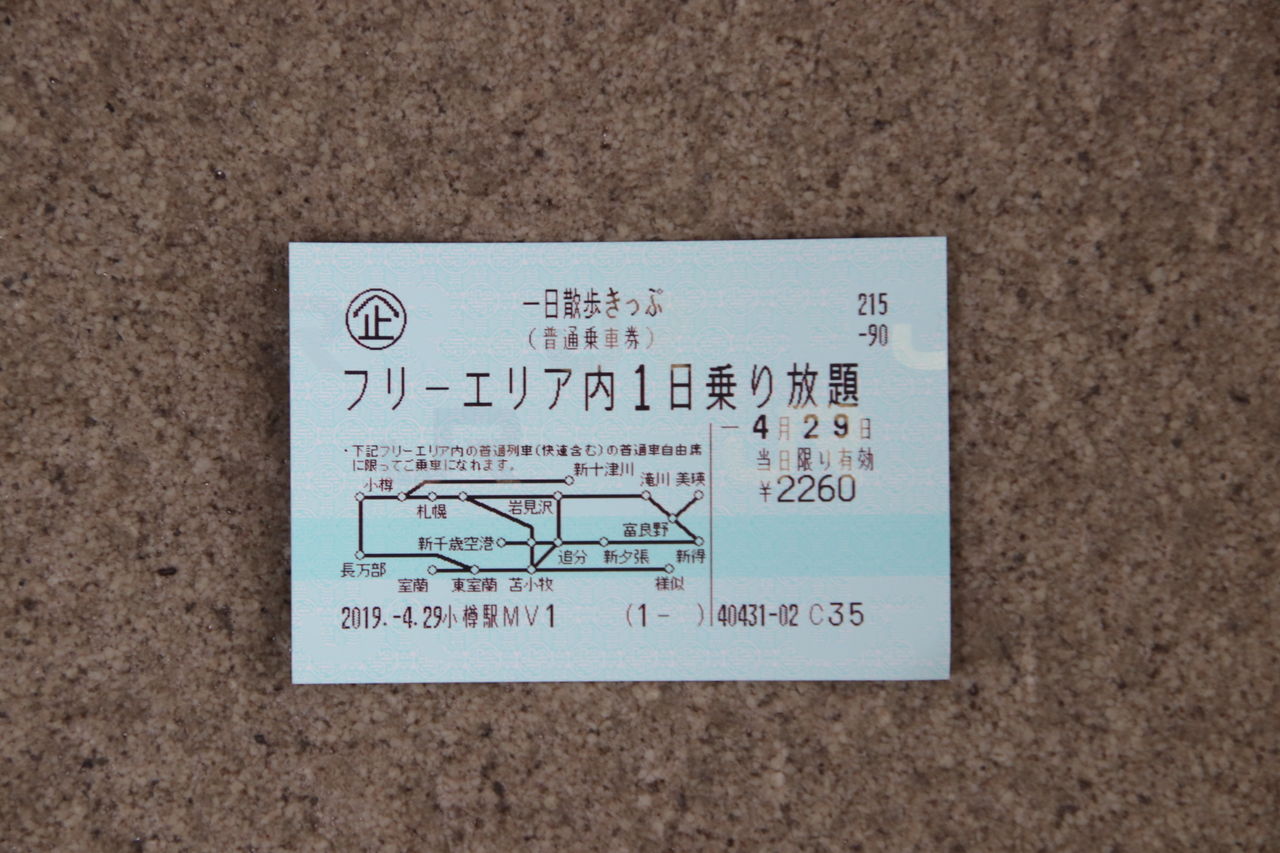 企
一日散歩きっぷ
215
(普通乗車券)
-90
フリーエリア内1日乗り放題
-4月29日
・下記フリーエリア内の普通列車(快速含む)の普通車自由席
に限ってご乗車になれます。
当日限り有効
¥2260
新十津川
小樽
滝川 美瑛
札幌
岩見沢
富良野
新千歳空港
追分 新夕張 新得
長万部
室蘭 東室蘭 苫小牧 様似
2019.-4.29小樽駅MV1 (1- ) 40431-02 C35